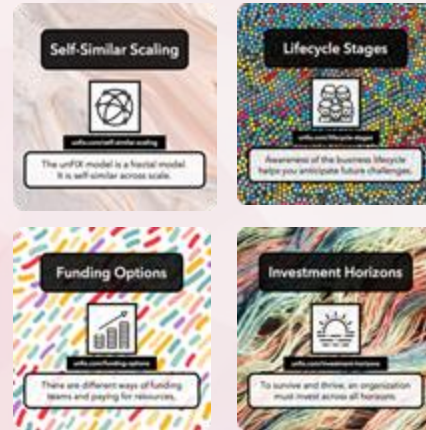 Self-Similar Scaling
unfix.com/self-similar-scaling
The unFIX model is a fractal model.
It is self-similar across scale.
Lifecycle Stages
unfix.com/lifecycle-stages
Awareness of the business lifecycle
helps you anticipate future challenges.
Funding Options
unfix.com/funding-options
There are different ways of funding
teams and paying for resources.
Investment Horizons
unfix.com/investment-horizons
To survive and thrive, an organization
must invest across all horizons.